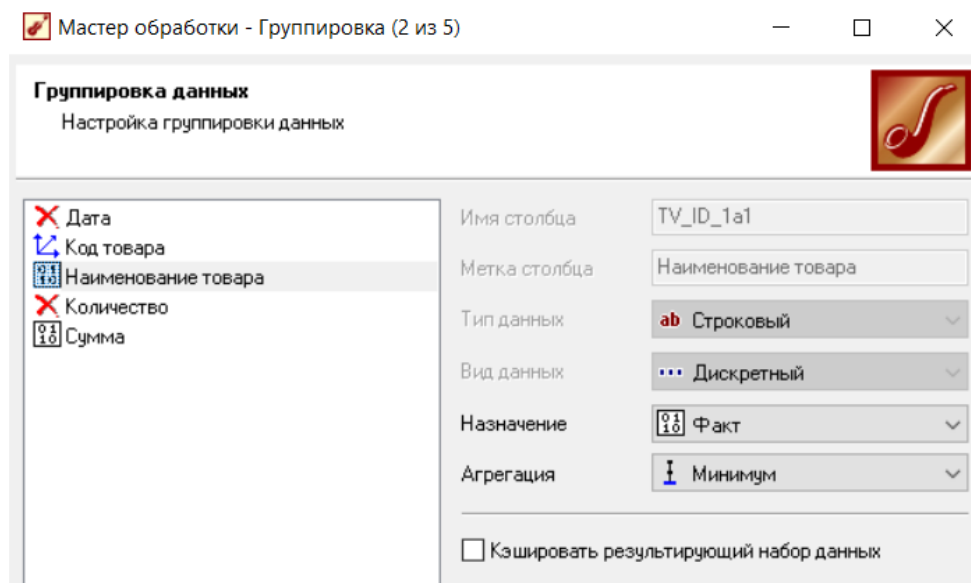 Мастер обработки - Группировка (2 из 5)
Группировка данных
Настройка группировки данных
Дата
Код товара
Наименование товара
Количество
Сумма
Имя столбца TV_ID_1a1
Метка столбца Наименование товара
Тип данных ab Строковый
Вид данных Дискретный
Назначение Факт
Агрегация Минимум
Кэшировать результирующий набор данных